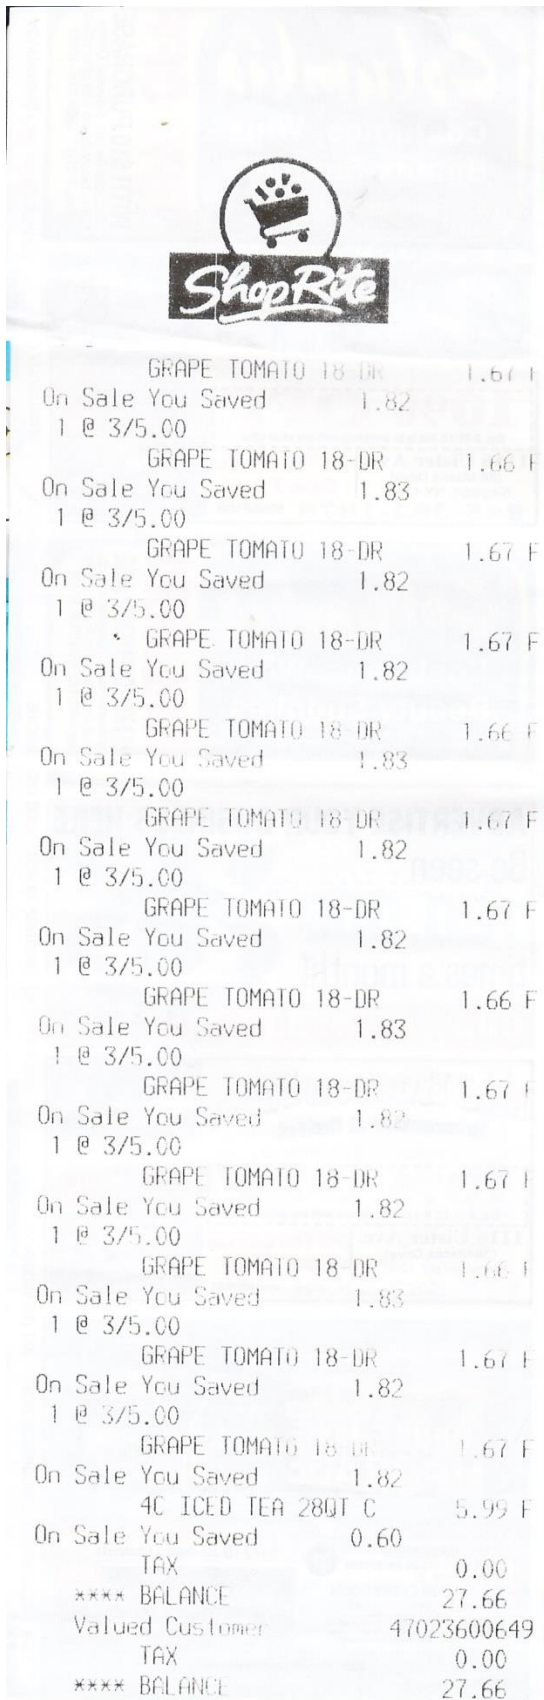 ShopRite
GRAPE TOMATO 18-DR 1.67 F
On Sale You Saved 1.82
1 @ 3/5.00
GRAPE TOMATO 18-DR 1.66 F
On Sale You Saved 1.83
1 @ 3/5.00
GRAPE TOMATO 18-DR 1.67 F
On Sale You Saved 1.82
1 @ 3/5.00
GRAPE TOMATO 18-DR 1.67 F
On Sale You Saved 1.82
1 @ 3/5.00
GRAPE TOMATO 18-DR 1.66 F
On Sale You Saved 1.83
1 @ 3/5.00
GRAPE TOMATO 18-DR 1.67 F
On Sale You Saved 1.82
1 @ 3/5.00
GRAPE TOMATO 18-DR 1.67 F
On Sale You Saved 1.82
1 @ 3/5.00
GRAPE TOMATO 18-DR 1.66 F
On Sale You Saved 1.83
1 @ 3/5.00
GRAPE TOMATO 18-DR 1.67 F
On Sale You Saved 1.82
1 @ 3/5.00
GRAPE TOMATO 18-DR 1.67 F
On Sale You Saved 1.82
1 @ 3/5.00
GRAPE TOMATO 18-DR 1.66 F
On Sale You Saved 1.83
1 @ 3/5.00
GRAPE TOMATO 18-DR 1.67 F
On Sale You Saved 1.82
1 @ 3/5.00
GRAPE TOMATO 18-DR 1.67 F
On Sale You Saved 1.82
4C ICED TEA 28QT C 5.99 F
On Sale You Saved 0.60
TAX 0.00
**** BALANCE 27.66
Valued Customer 47023600649
TAX 0.00
**** BALANCE 27.66